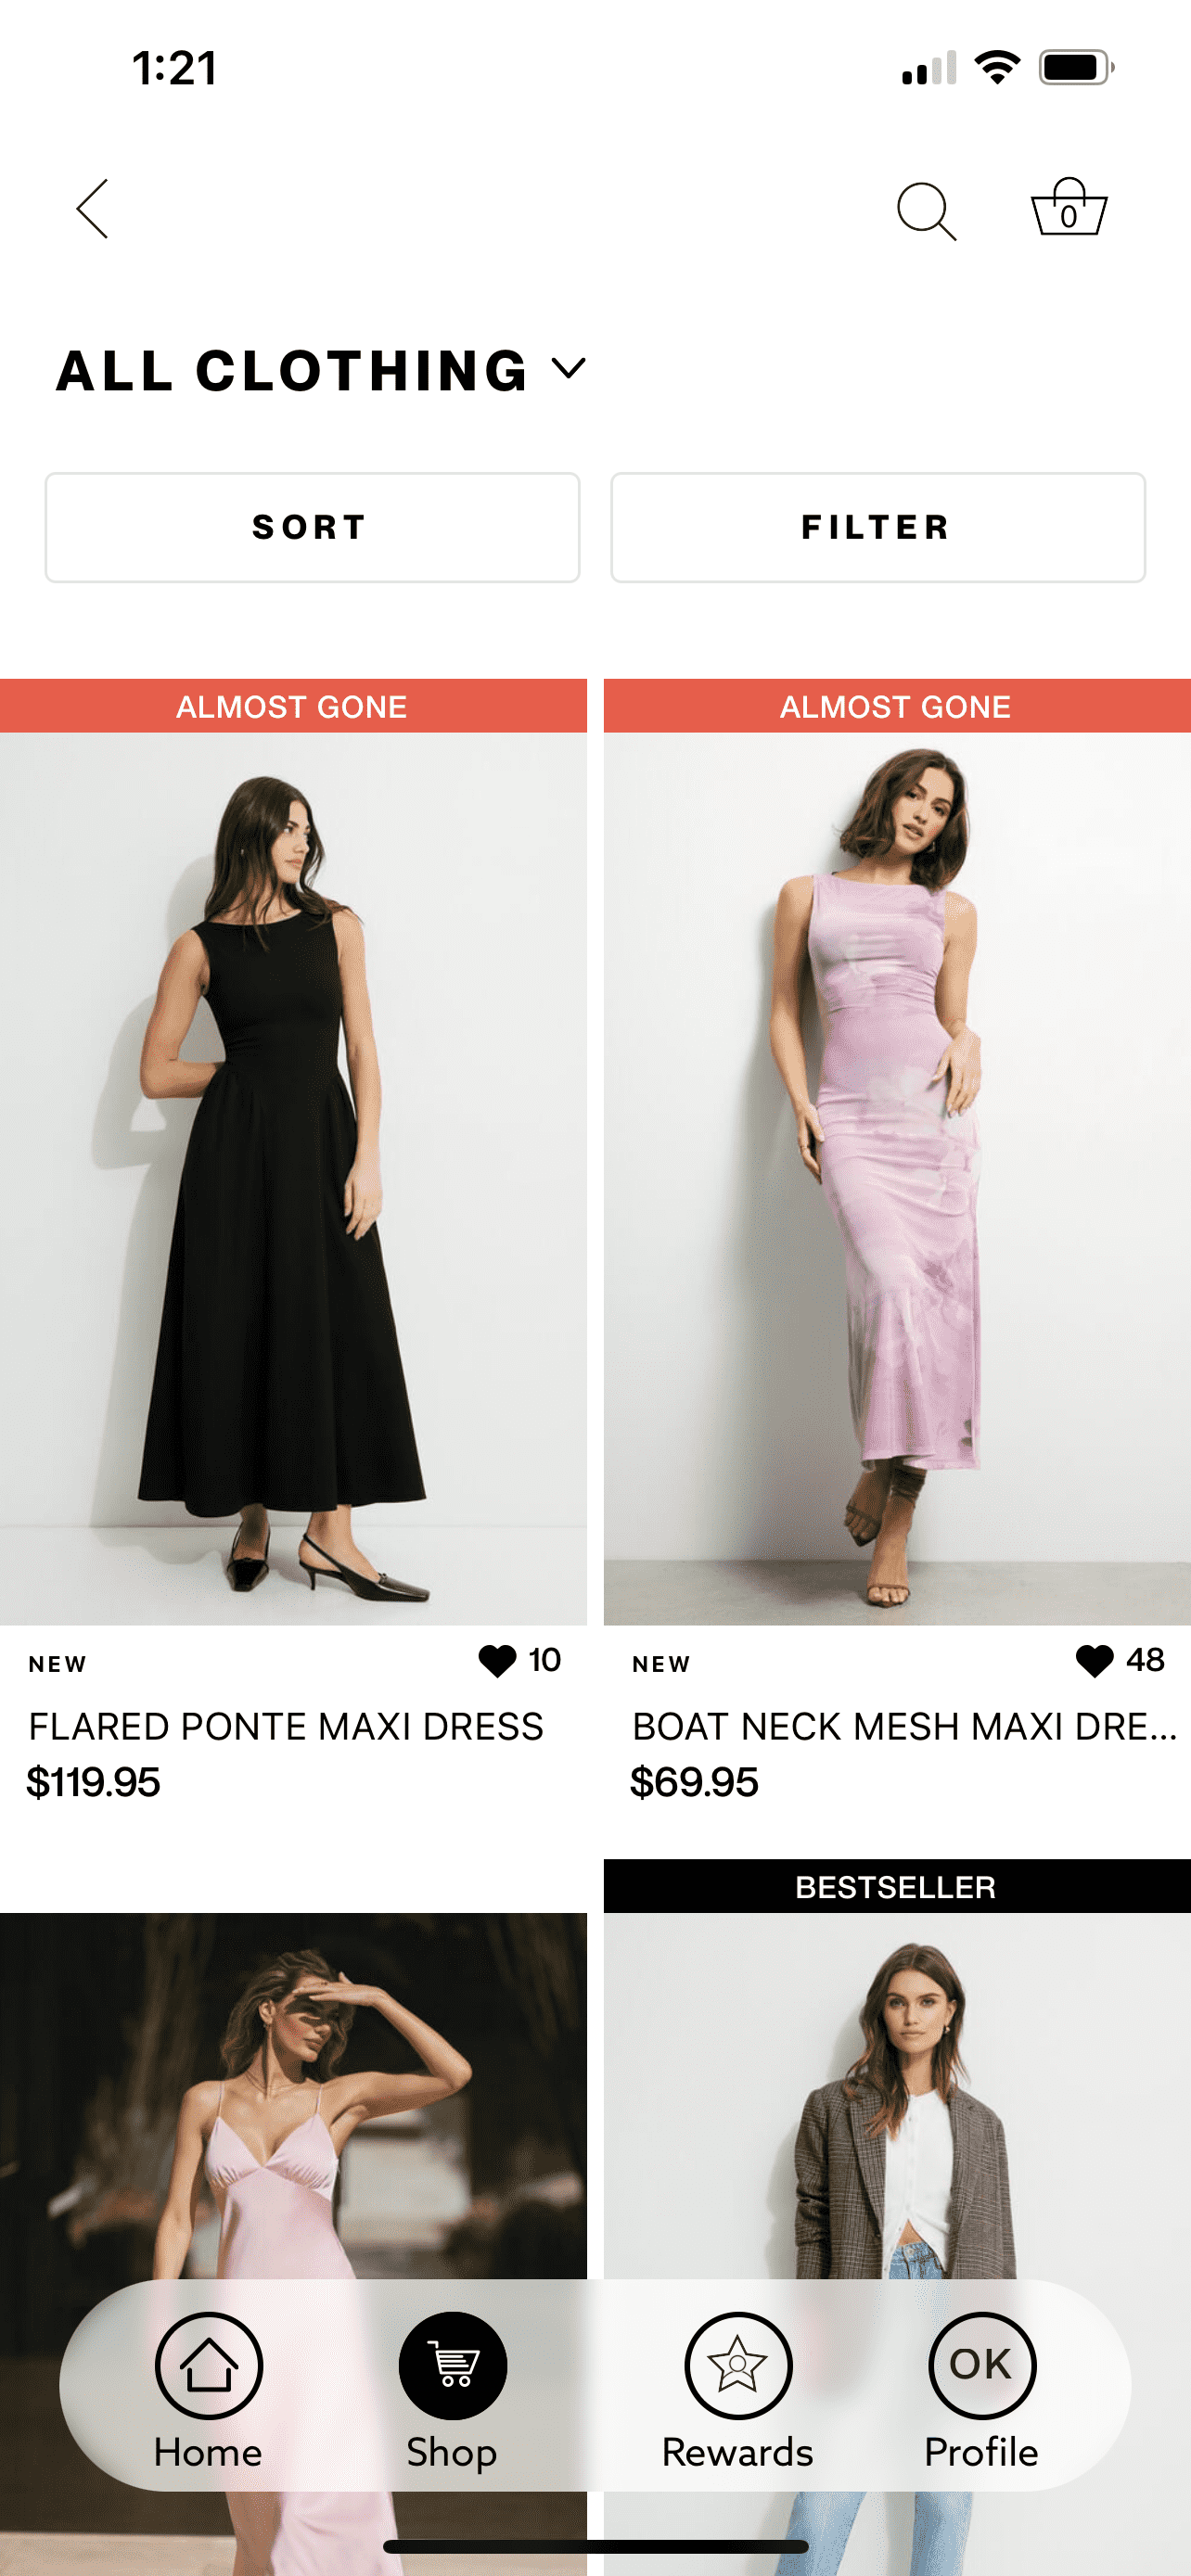 1:21
0
ALL CLOTHING
SORT
FILTER
ALMOST GONE
ALMOST GONE
NEW
10
NEW
48
FLARED PONTE MAXI DRESS
BOAT NECK MESH MAXI DRE...
$119.95
$69.95
BESTSELLER
OK
Home
Shop
Rewards
Profile